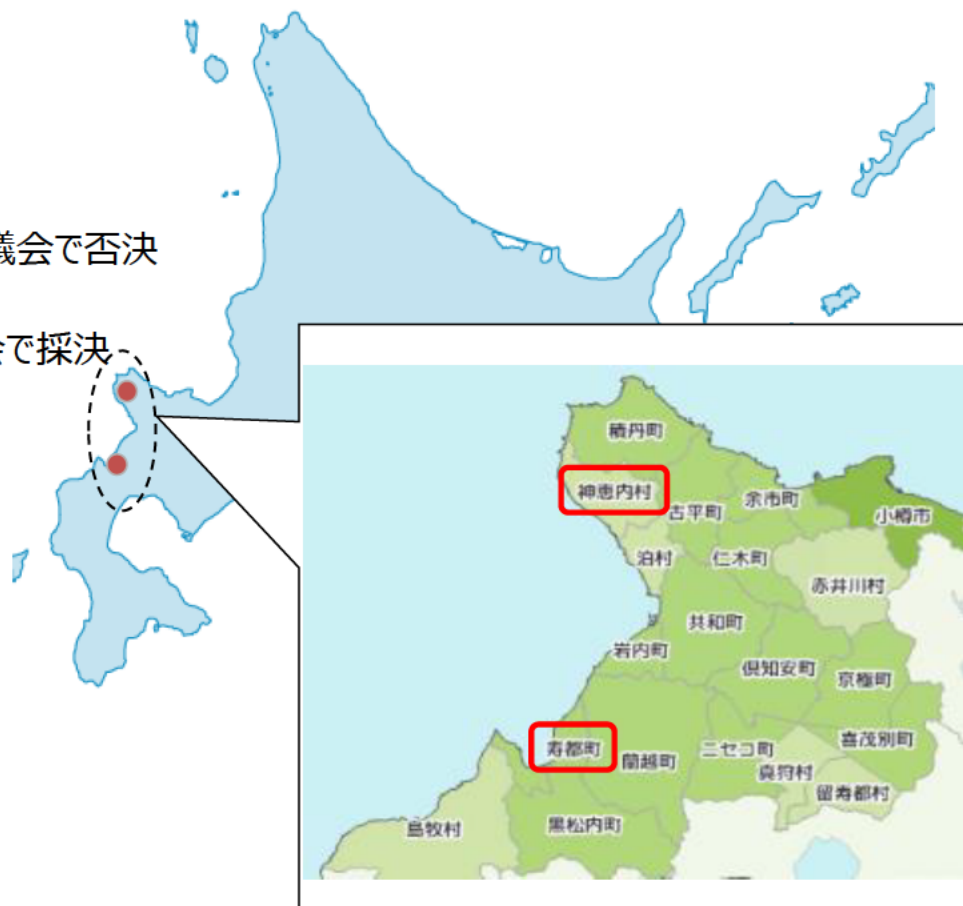 議会で否決
会で採決
積丹町
神恵内村
古平町
余市町
小樽市
泊村
仁木町
赤井川村
共和町
岩内町
倶知安町
京極町
寿都町
蘭越町
ニセコ町
喜茂別町
真狩村
留寿都村
島牧村
黒松内町